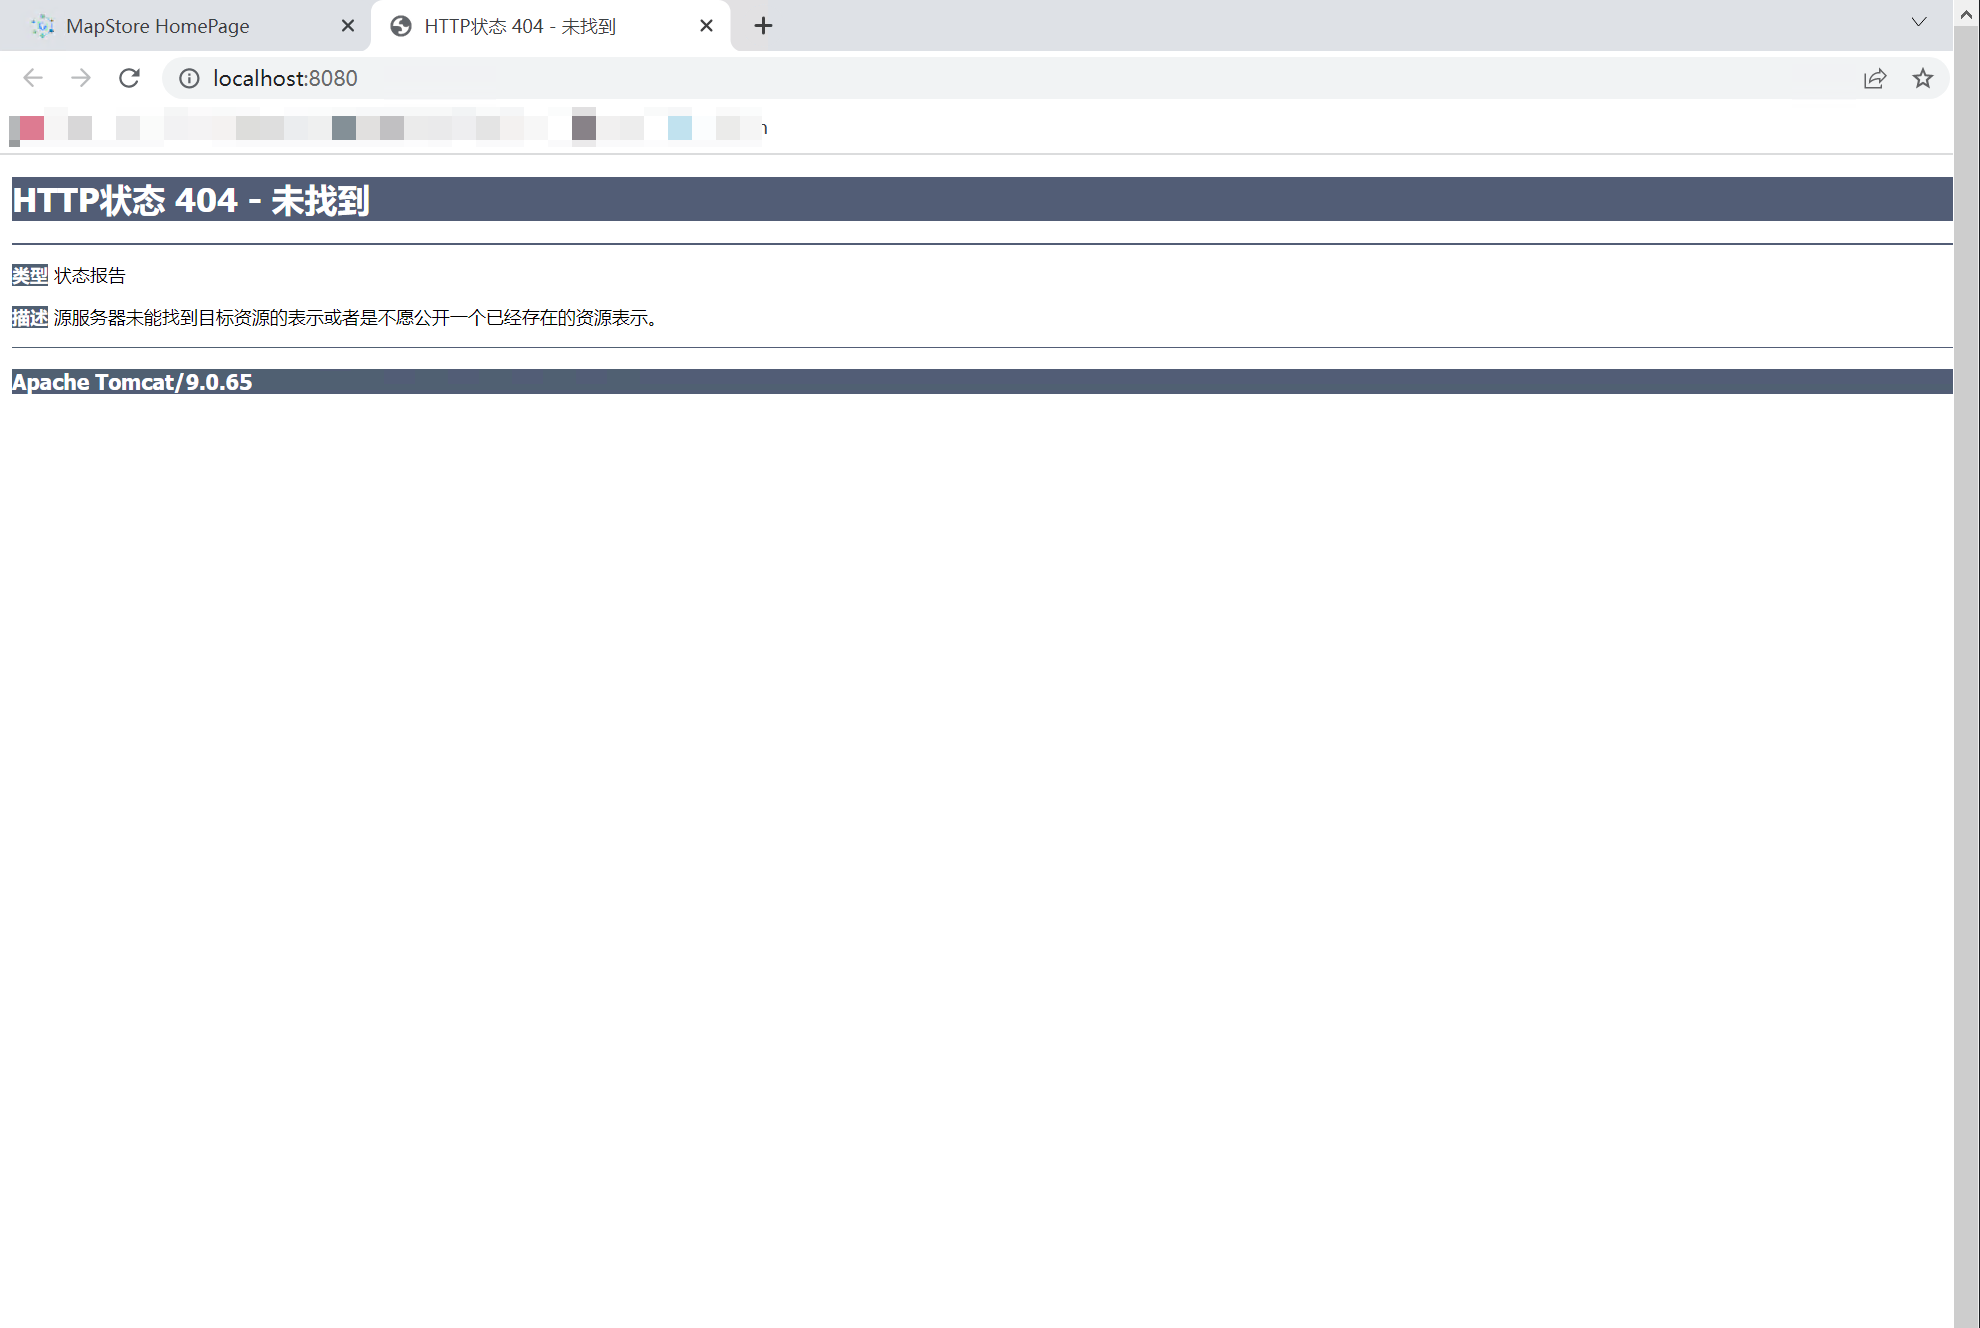 MapStore HomePage
HTTP状态 404 - 未找到
localhost:8080
HTTP状态 404 - 未找到
类型 状态报告
描述 源服务器未能找到目标资源的表示或者是不愿公开一个已经存在的资源表示。
Apache Tomcat/9.0.65